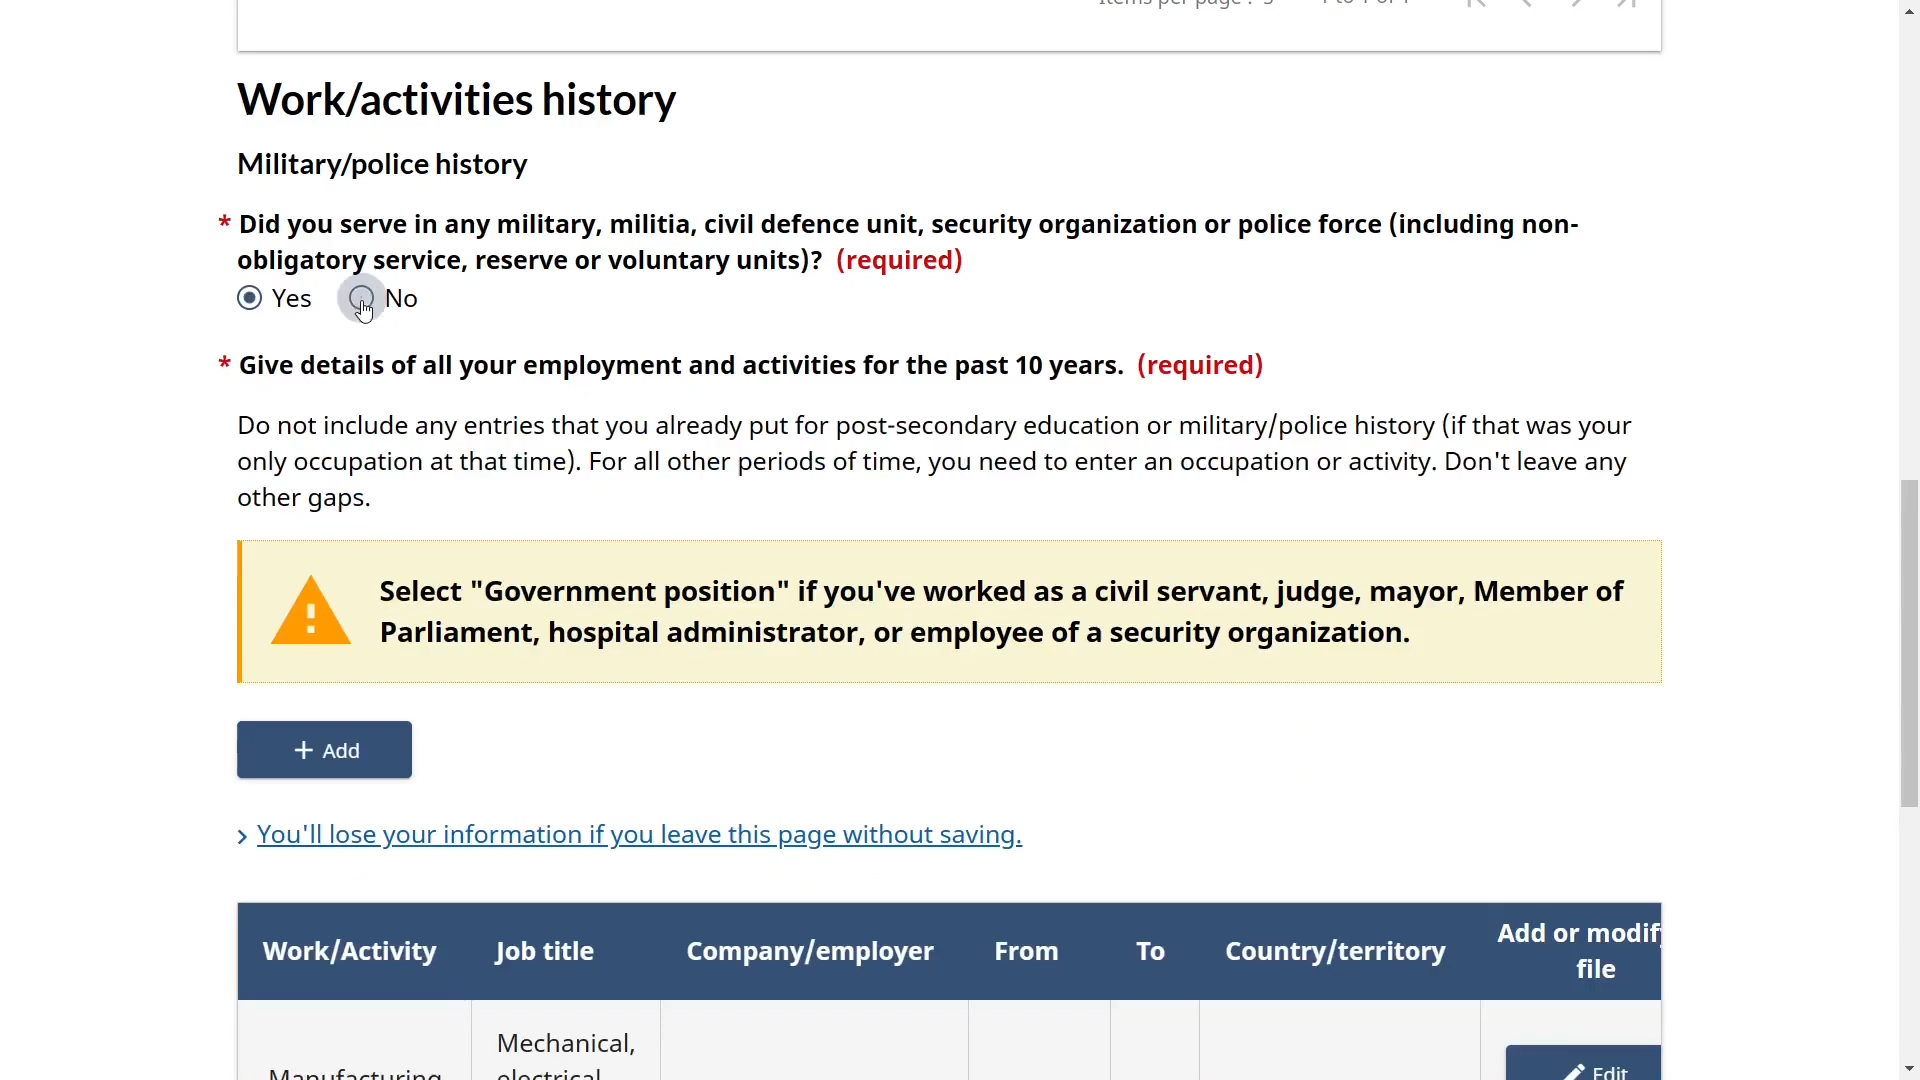 Work/activities history
Military/police history
* Did you serve in any military, militia, civil defence unit, security organization or police force (including non-
obligatory service, reserve or voluntary units)? (required)
Yes No
* Give details of all your employment and activities for the past 10 years. (required)
Do not include any entries that you already put for post-secondary education or military/police history (if that was your
only occupation at that time). For all other periods of time, you need to enter an occupation or activity. Don't leave any
other gaps.
Select "Government position" if you've worked as a civil servant, judge, mayor, Member of
Parliament, hospital administrator, or employee of a security organization.
+ Add
> You'll lose your information if you leave this page without saving.
Work/Activity Job title Company/employer From To Country/territory Add or modify
file
Mechanical,
Manufacturing electrical Edit